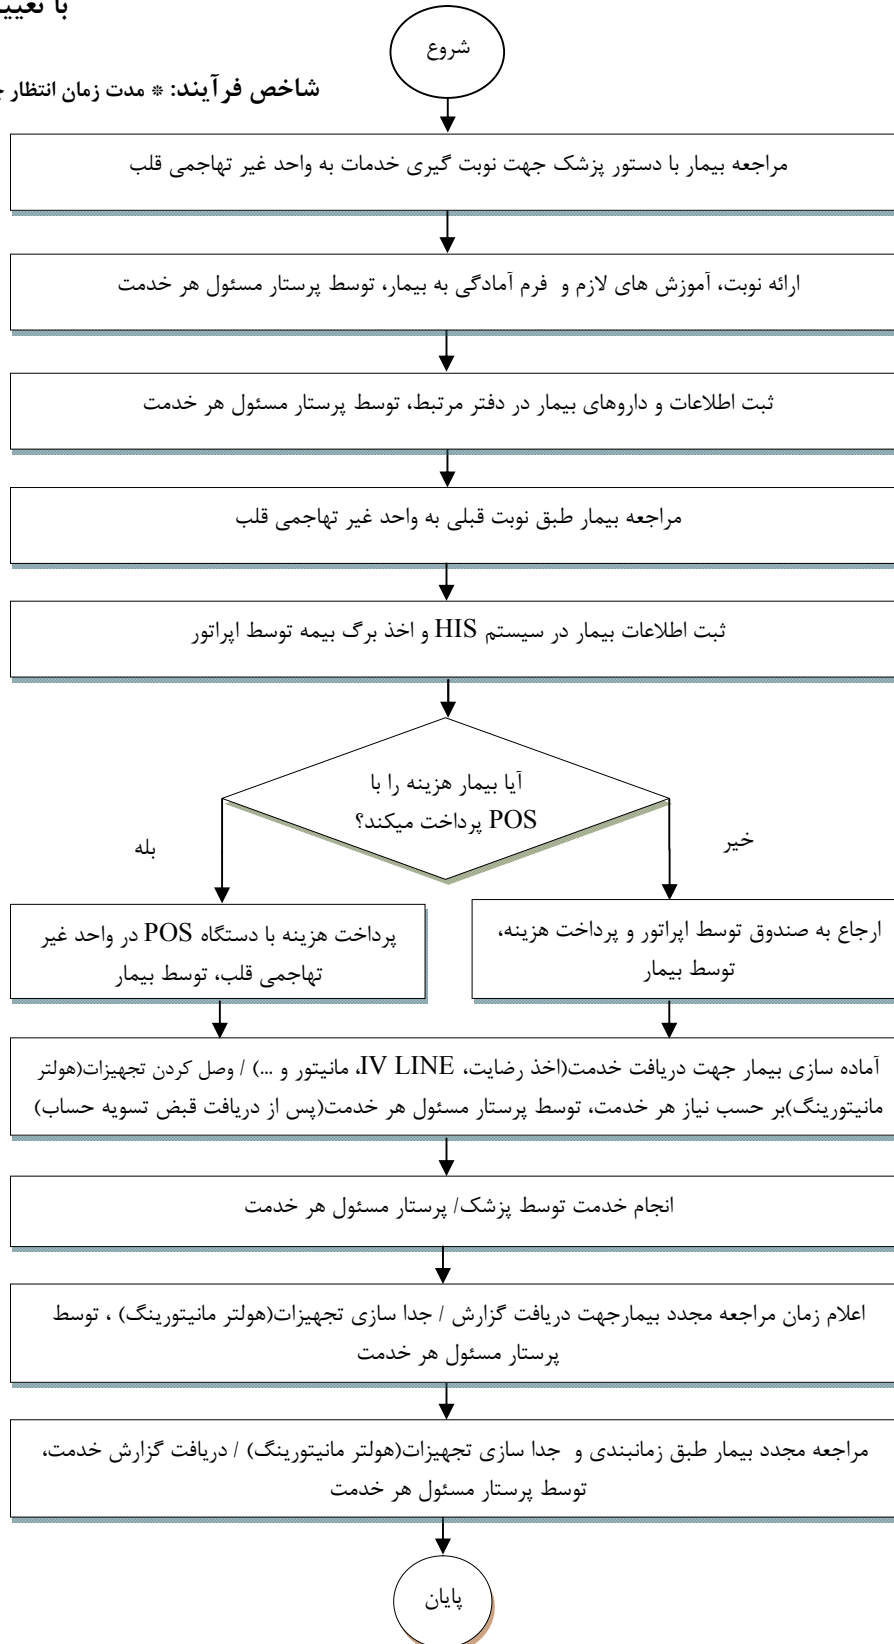 با
شروع
شاخص فرآیند: * مدت زمان انتظار
مراجعه بیمار با دستور پزشک جهت نوبت گیری خدمات به واحد غیر تهاجمی قلب
ارائه نوبت، آموزش های لازم و فرم آمادگی به بیمار، توسط پرستار مسئول هر خدمت
ثبت اطلاعات و داروهای بیمار در دفتر مرتبط، توسط پرستار مسئول هر خدمت
مراجعه بیمار طبق نوبت قبلی به واحد غیر تهاجمی قلب
ثبت اطلاعات بیمار در سیستم HIS و اخذ برگ بیمه توسط اپراتور
آیا بیمار هزینه را با
POS پرداخت میکند؟
خیر
بله
ارجاع به صندوق توسط اپراتور و پرداخت هزینه،
توسط بیمار
پرداخت هزینه با دستگاه POS در واحد غیر
تهاجمی قلب، توسط بیمار
آماده سازی بیمار جهت دریافت خدمت(اخذ رضایت، IV LINE، مانیتور و ...) / وصل کردن تجهیزات(هولتر
مانیتورینگ)بر حسب نیاز هر خدمت، توسط پرستار مسئول هر خدمت(پس از دریافت قبض تسویه حساب)
انجام خدمت توسط پزشک/ پرستار مسئول هر خدمت
اعلام زمان مراجعه مجدد بیمارجهت دریافت گزارش / جدا سازی تجهیزات(هولتر مانیتورینگ) ، توسط
پرستار مسئول هر خدمت
مراجعه مجدد بیمار طبق زمانبندی و جدا سازی تجهیزات(هولتر مانیتورینگ) / دریافت گزارش خدمت،
توسط پرستار مسئول هر خدمت
پایان